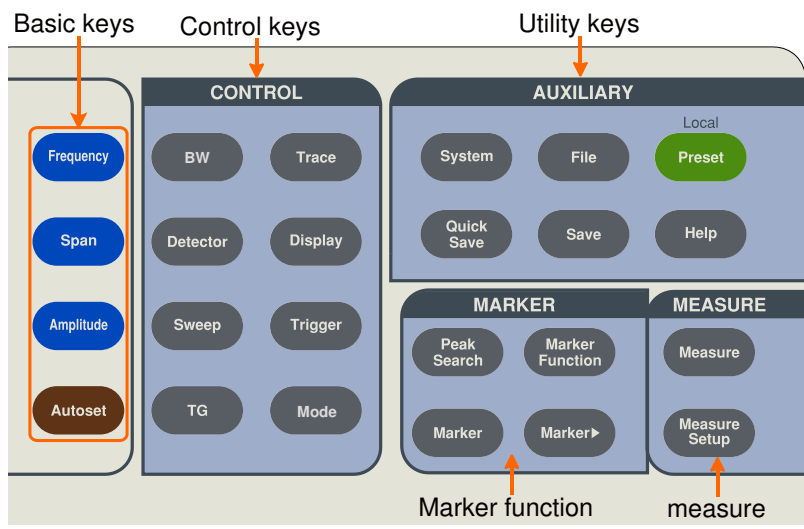 Basic keys
Control keys
Utility keys
CONTROL
AUXILIARY
Local
Frequency
BW
Trace
System
File
Preset
Span
Detector
Display
Quick
Save
Save
Help
Amplitude
Sweep
Trigger
MARKER
MEASURE
Peak
Search
Marker
Function
Measure
Autoset
TG
Mode
Marker
Marker▶
Measure
Setup
Marker function
measure